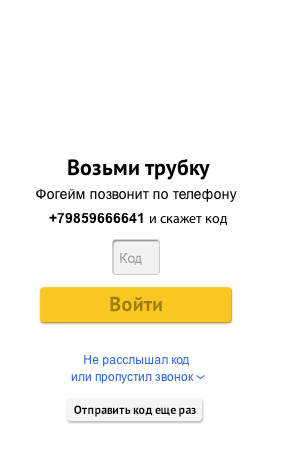 Возьми трубку
Фогейм позвонит по телефону
+79859666641 и скажет код
Код
Войти
Не расслышал код
или пропустил звонок
Отправить код еще раз